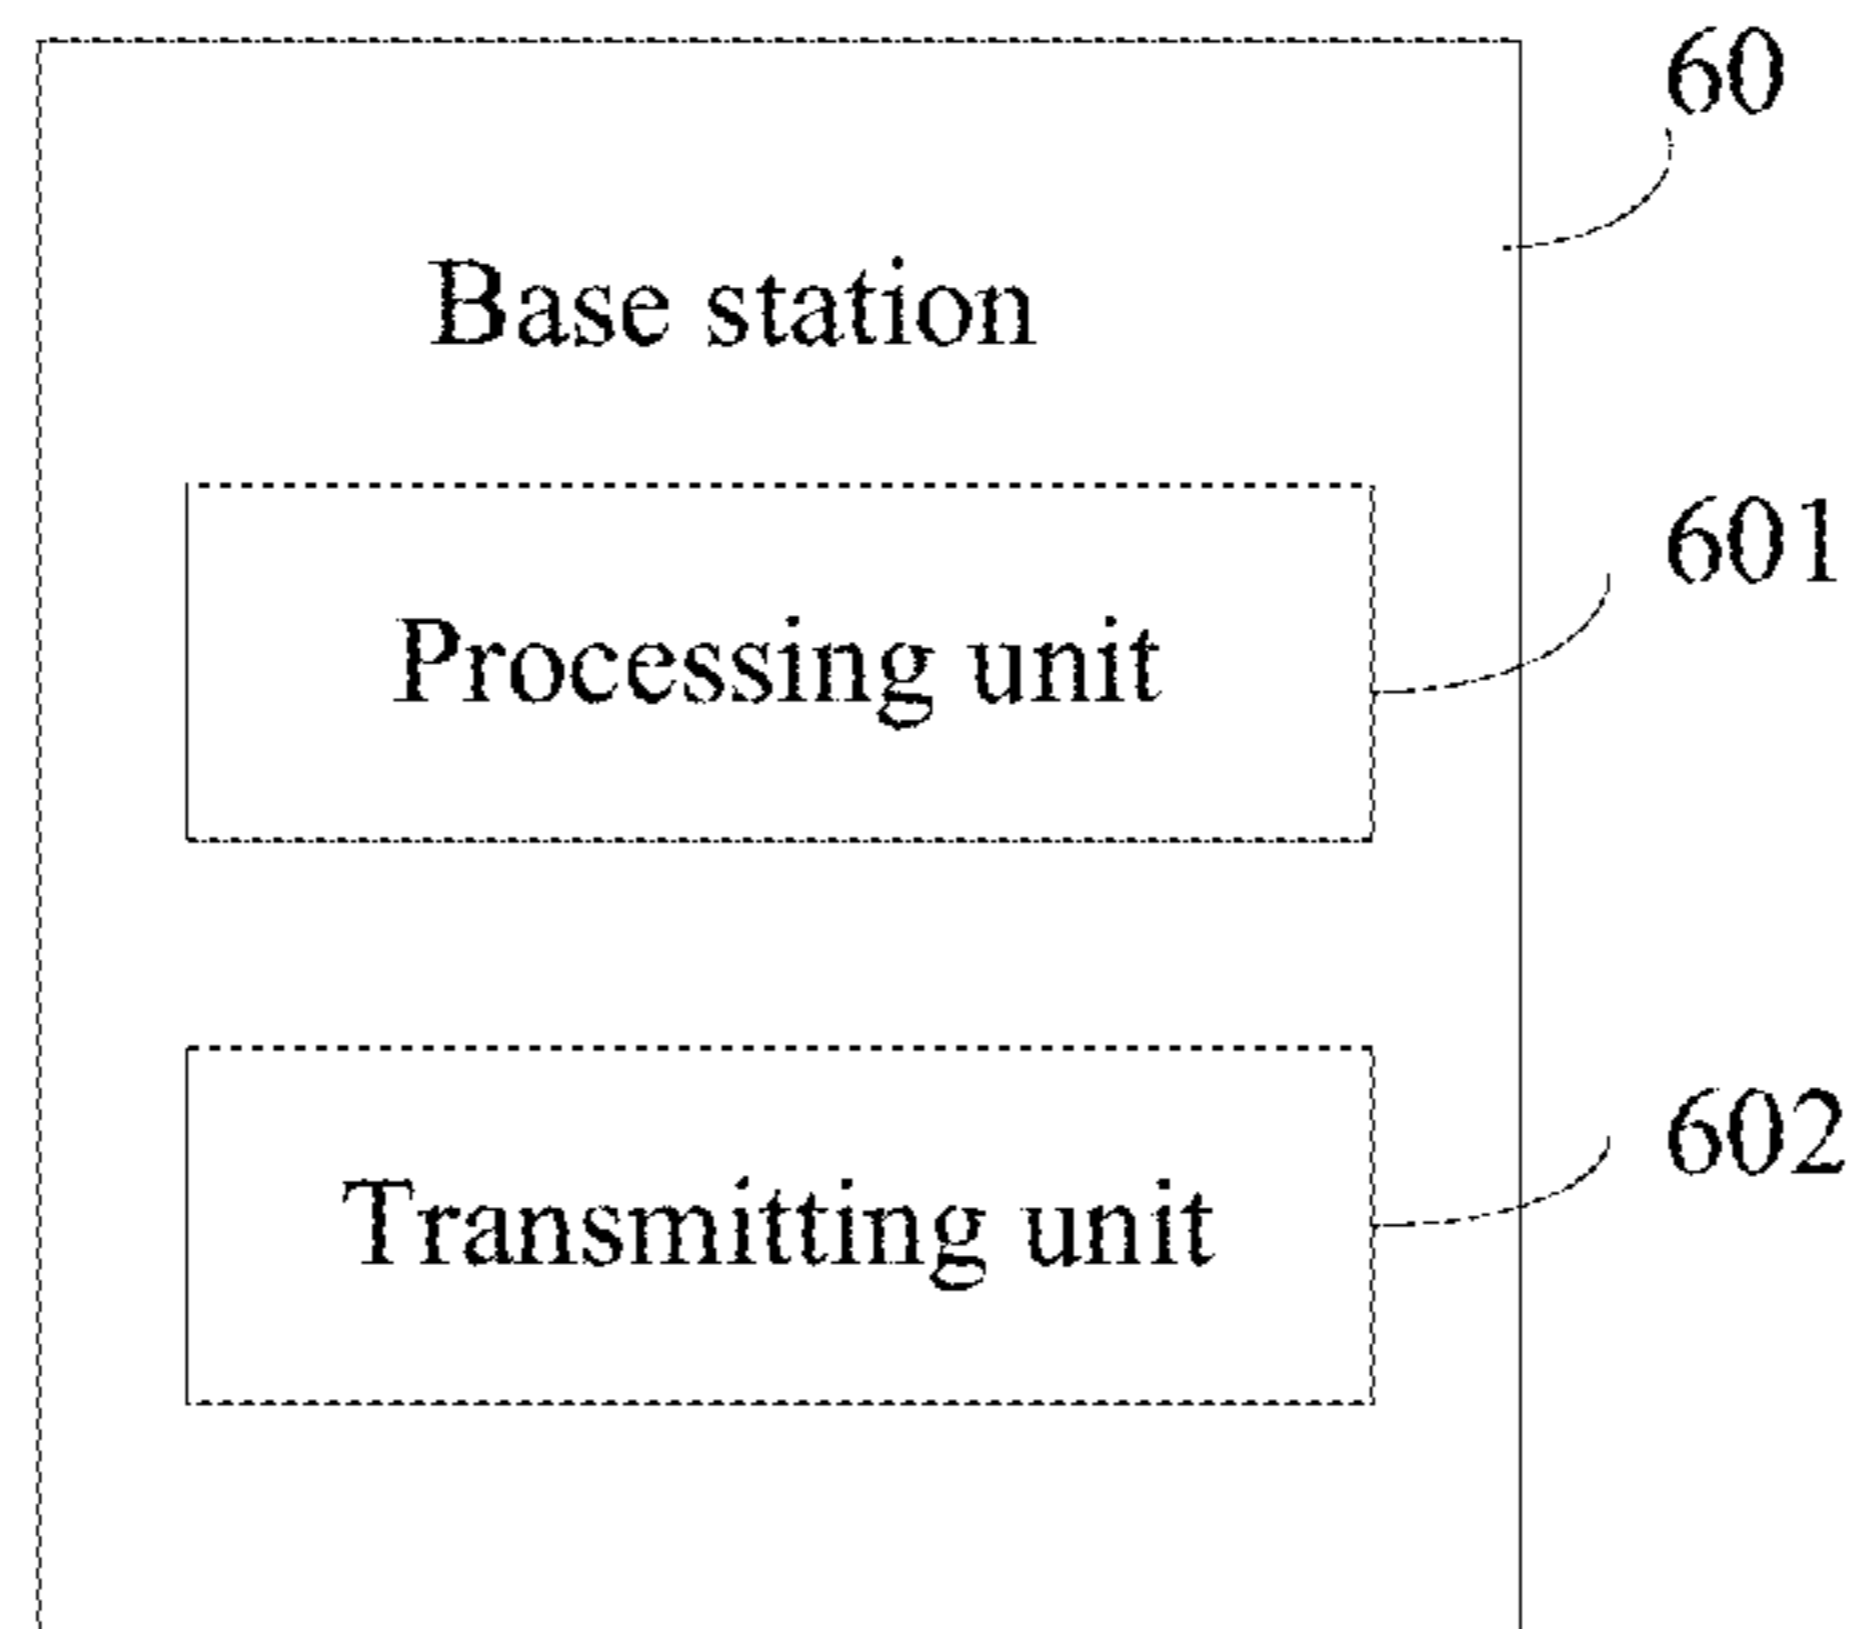 60
Base station
601
Processing unit
602
Transmitting unit